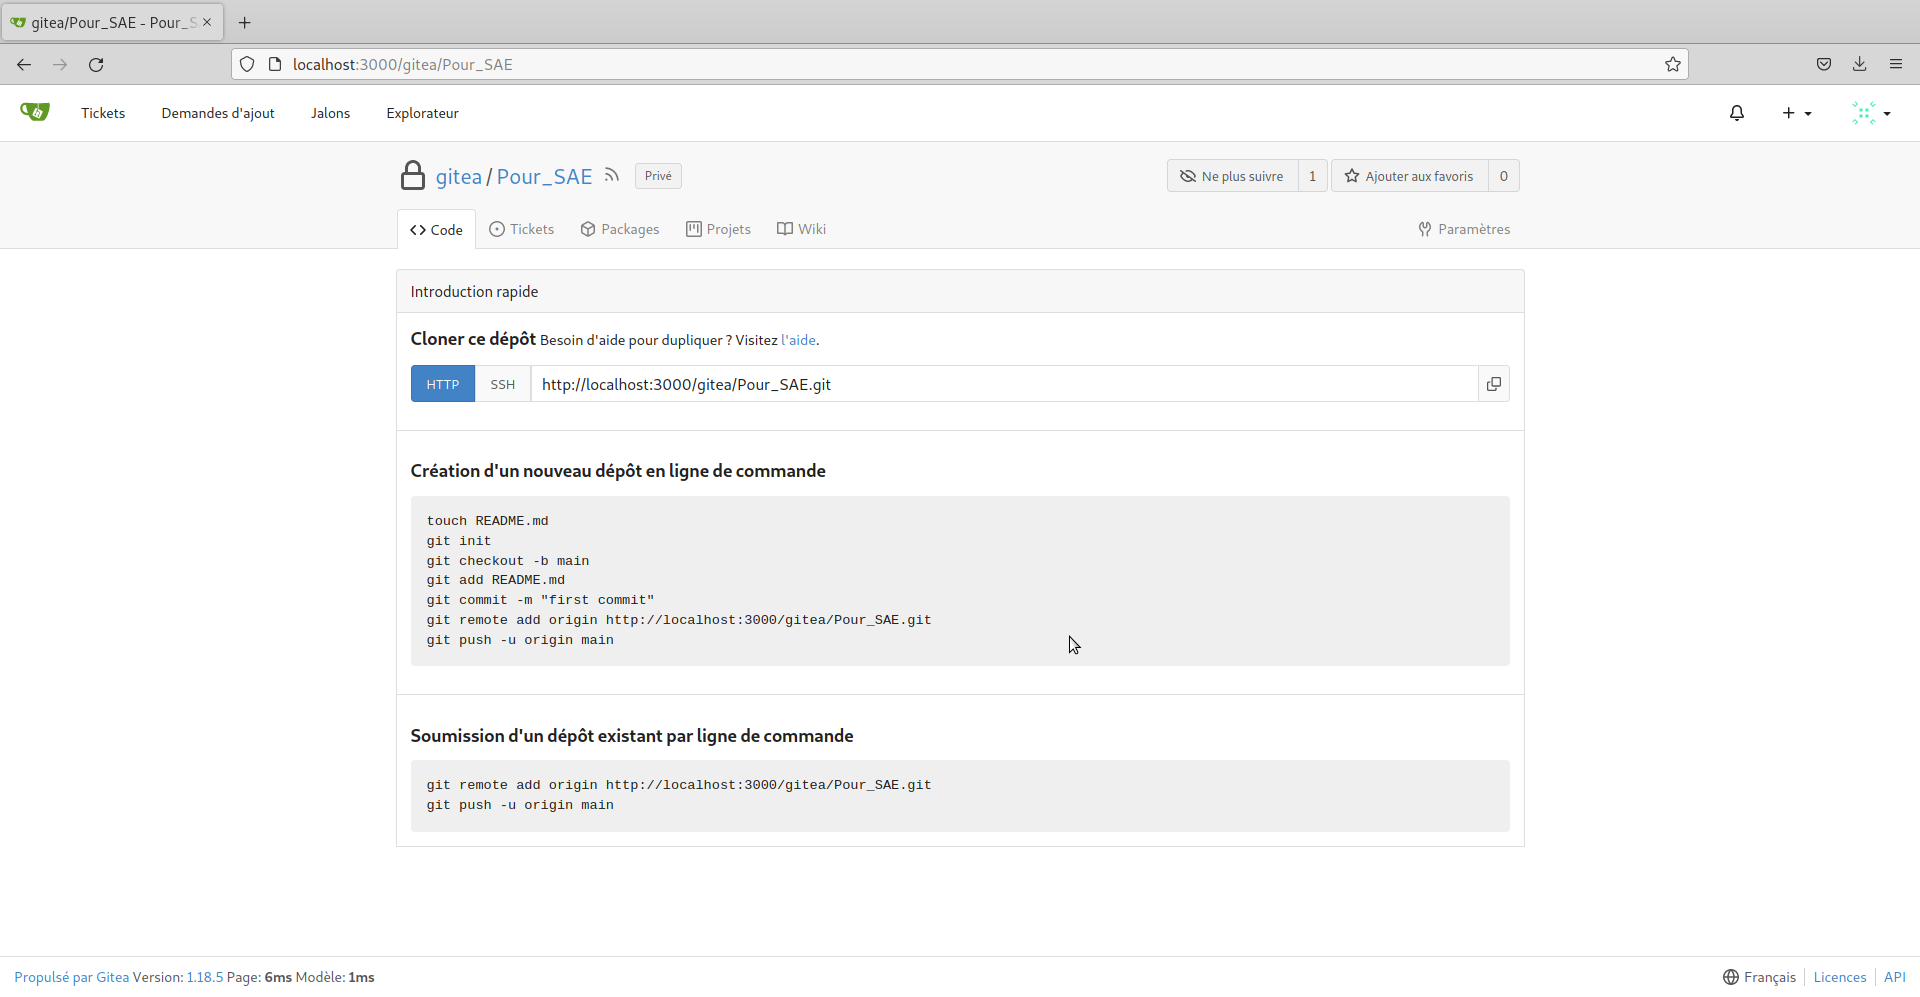 gitea/Pour_SAE - Pour_S
localhost:3000/gitea/Pour_SAE
Tickets Demandes d'ajout Jalons Explorateur
gitea / Pour_SAE Privé Ne plus suivre 1 Ajouter aux favoris 0
Code Tickets Packages Projets Wiki Paramètres
Introduction rapide
Cloner ce dépôt Besoin d'aide pour dupliquer ? Visitez l'aide.
HTTP SSH http://localhost:3000/gitea/Pour_SAE.git
Création d'un nouveau dépôt en ligne de commande
touch README.md
git init
git checkout -b main
git add README.md
git commit -m "first commit"
git remote add origin http://localhost:3000/gitea/Pour_SAE.git
git push -u origin main
Soumission d'un dépôt existant par ligne de commande
git remote add origin http://localhost:3000/gitea/Pour_SAE.git
git push -u origin main
Propulsé par Gitea Version: 1.18.5 Page: 6ms Modèle: 1ms Français Licences API